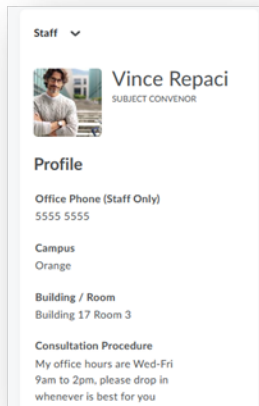 Staff
Vince Repaci
SUBJECT CONVENOR
Profile
Office Phone (Staff Only)
5555 5555
Campus
Orange
Building / Room
Building 17 Room 3
Consultation Procedure
My office hours are Wed-Fri
9am to 2pm, please drop in
whenever is best for you